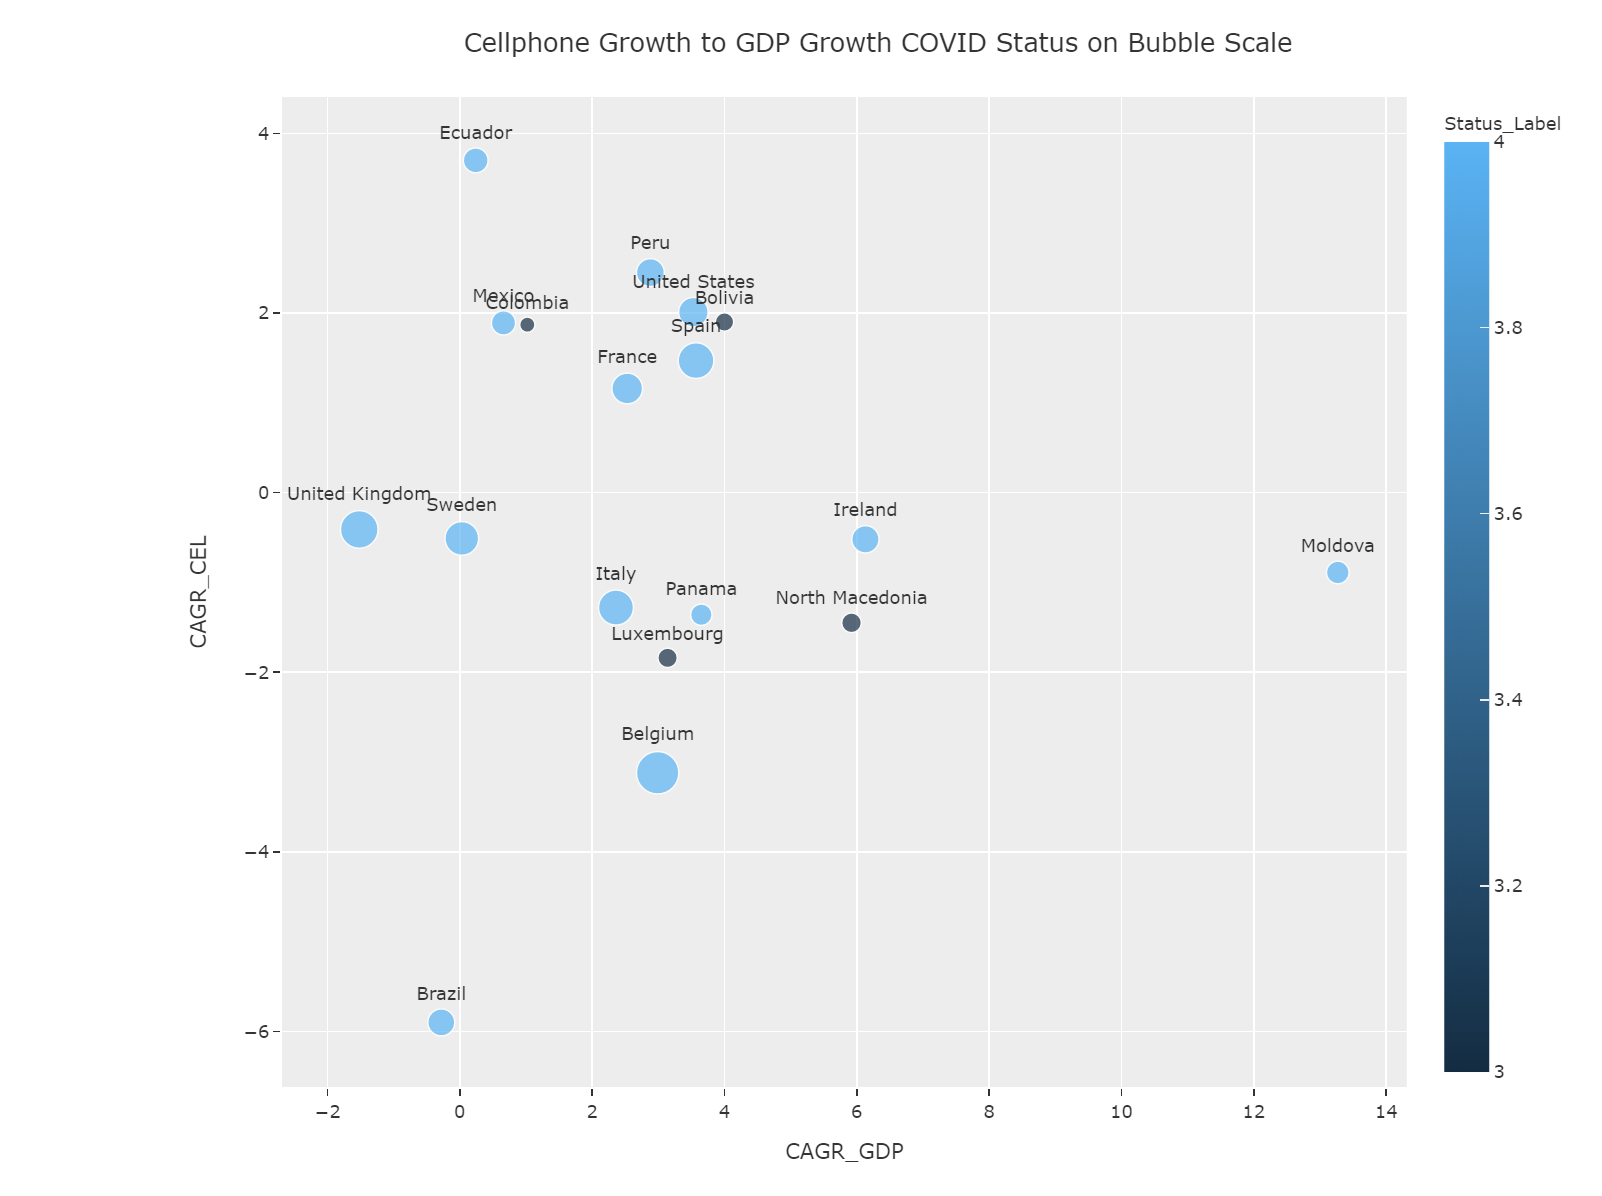 Cellphone Growth to GDP Growth COVID Status on Bubble Scale
Status_Label
4
3.8
3.6
3.4
3.2
3
4
2
0
−2
−4
−6
CAGR_CEL
Ecuador
Peru
United States
Mexico
Bolivia
Colombia
Spain
France
United Kingdom
Sweden
Ireland
Moldova
Italy
Panama
North Macedonia
Luxembourg
Belgium
Brazil
−2 0 2 4 6 8 10 12 14
CAGR_GDP